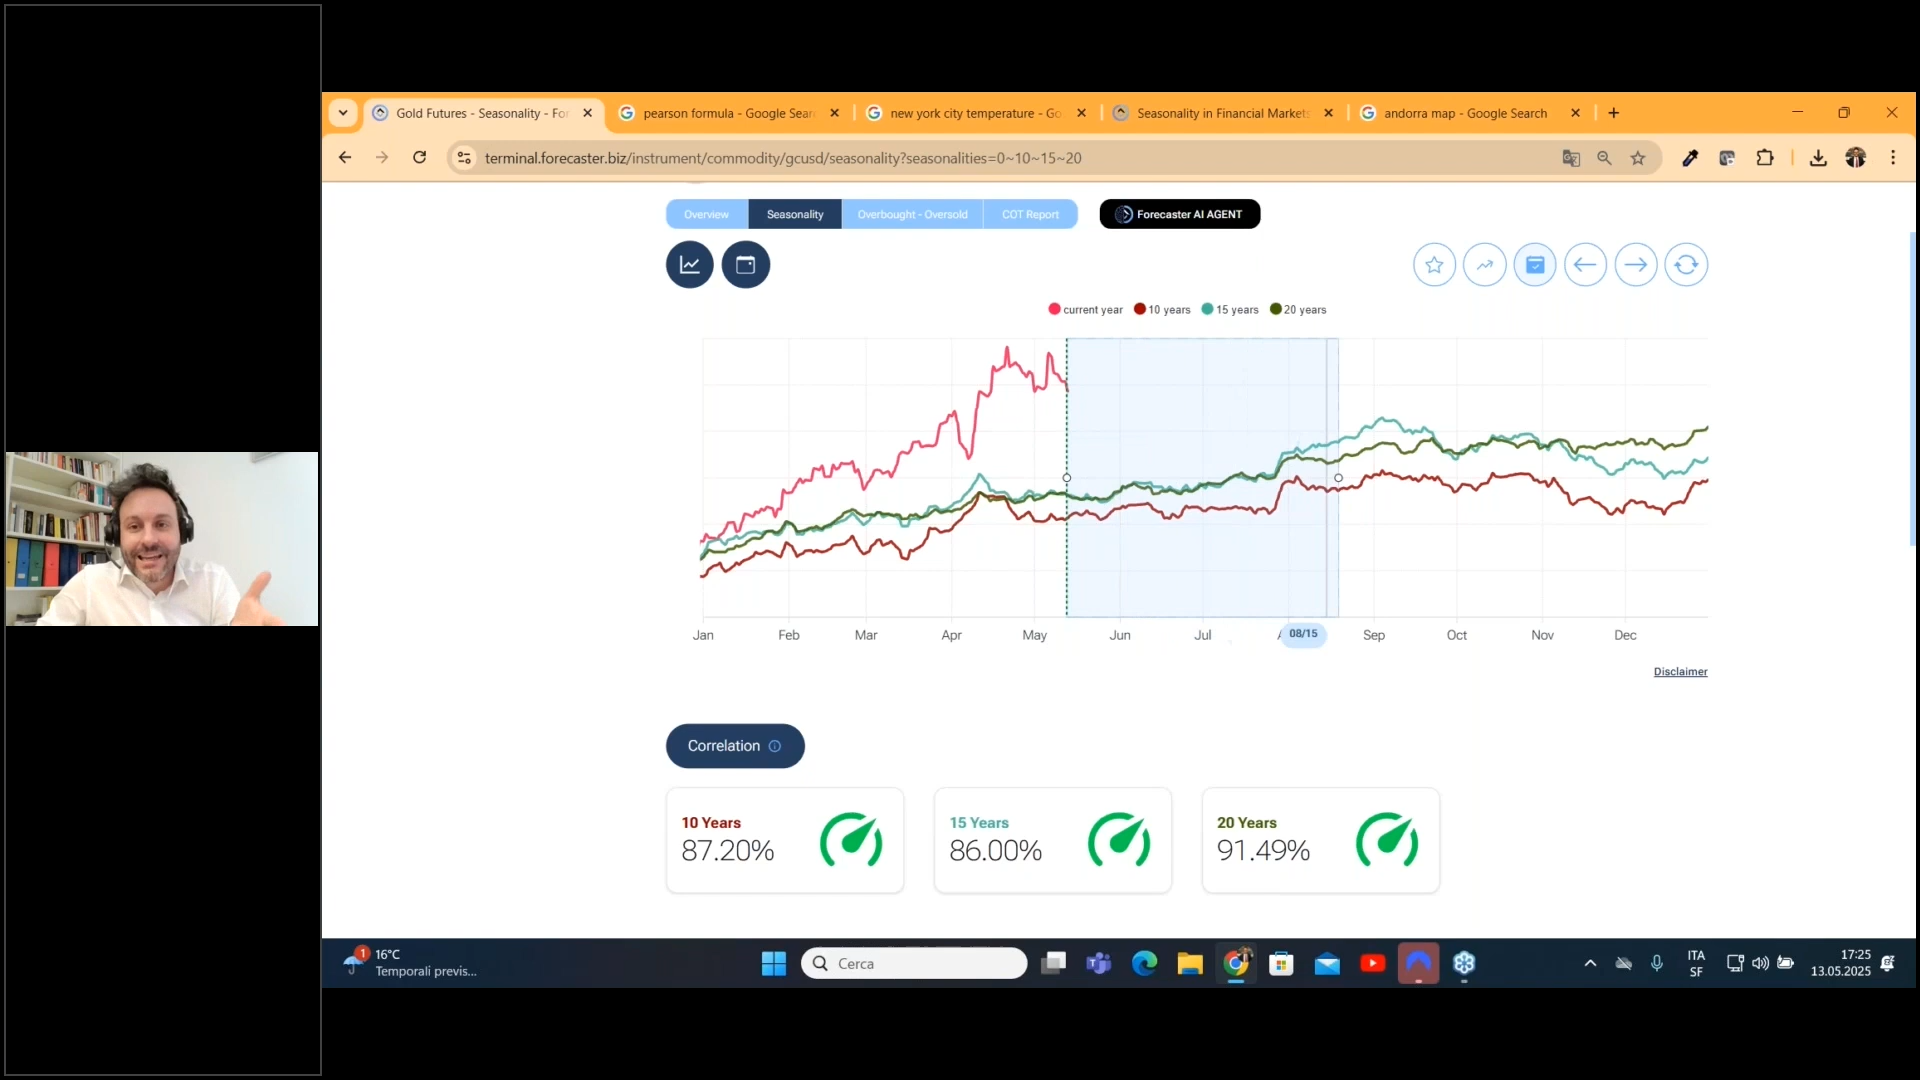 Gold Futures - Seasonality - For
pearson formula - Google Sear
new york city temperature - Go
Seasonality in Financial Markets
andorra map - Google Search
terminal.forecaster.biz/instrument/commodity/gcusd/seasonality?seasonalities=0~10~15~20
Overview
Seasonality
Overbought - Oversold
COT Report
Forecaster AI AGENT
current year
10 years
15 years
20 years
Jan
Feb
Mar
Apr
May
Jun
Jul
08/15
Sep
Oct
Nov
Dec
Disclaimer
Correlation
10 Years
87.20%
15 Years
86.00%
20 Years
91.49%
1
16°C
Temporali previs...
Cerca
ITA
SF
17:25
13.05.2025